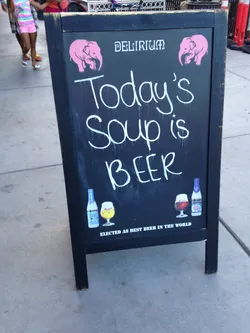 DELIRIUM
Today's
Soup is
BEER
ELECTED AS BEST BEER IN THE WORLD